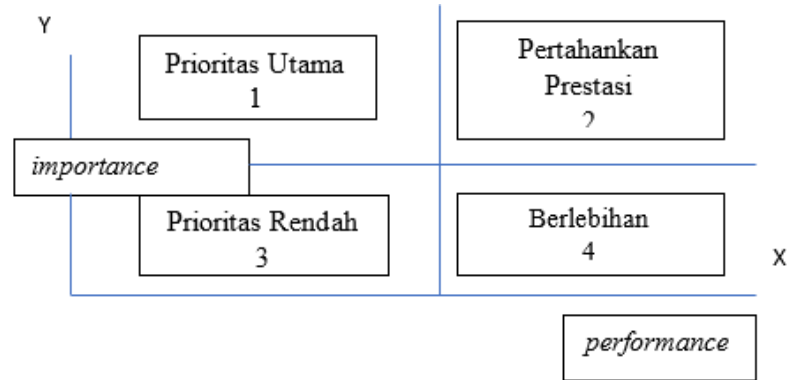 Y
Prioritas Utama
1
Pertahankan
Prestasi
2
importance
Prioritas Rendah
3
Berlebihan
4
X
performance